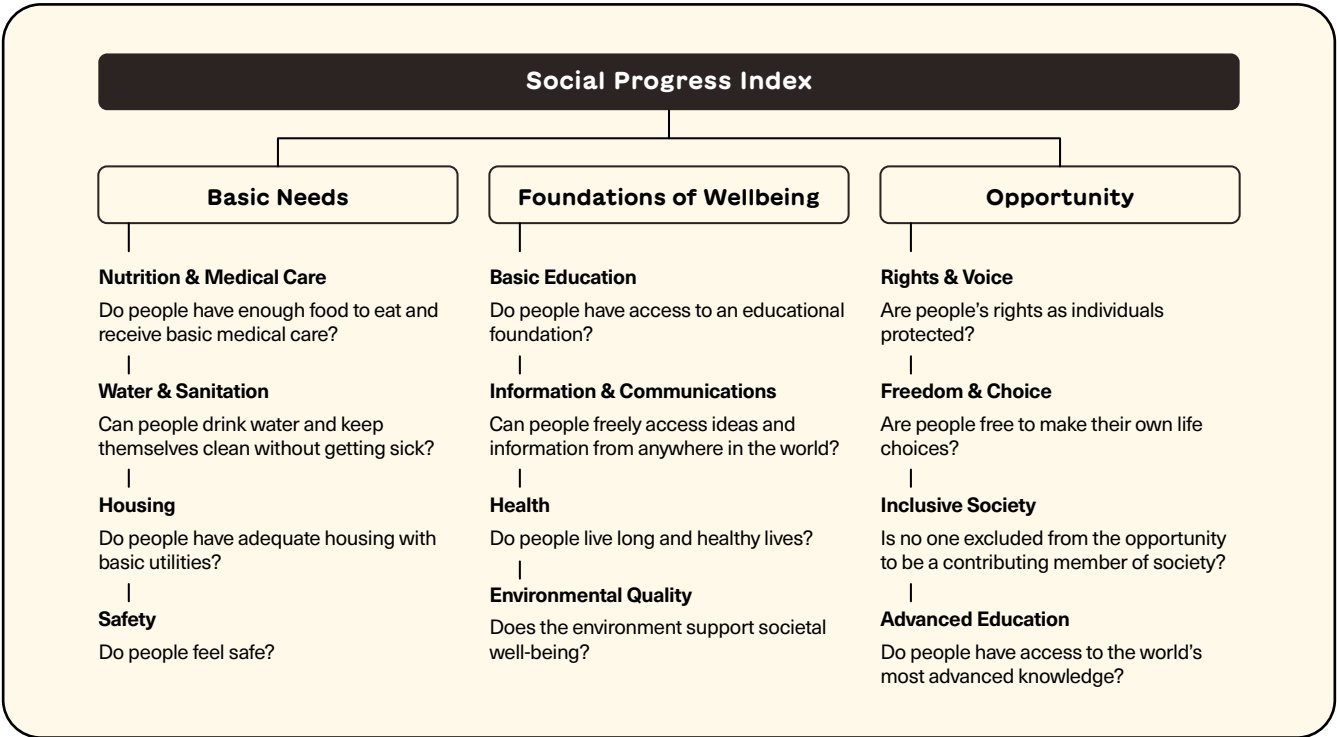 Social Progress Index
Basic Needs
Nutrition & Medical Care
Do people have enough food to eat and
receive basic medical care?
Water & Sanitation
Can people drink water and keep
themselves clean without getting sick?
Housing
Do people have adequate housing with
basic utilities?
Safety
Do people feel safe?
Foundations of Wellbeing
Basic Education
Do people have access to an educational
foundation?
Information & Communications
Can people freely access ideas and
information from anywhere in the world?
Health
Do people live long and healthy lives?
Environmental Quality
Does the environment support societal
well-being?
Opportunity
Rights & Voice
Are people’s rights as individuals
protected?
Freedom & Choice
Are people free to make their own life
choices?
Inclusive Society
Is no one excluded from the opportunity
to be a contributing member of society?
Advanced Education
Do people have access to the world’s
most advanced knowledge?